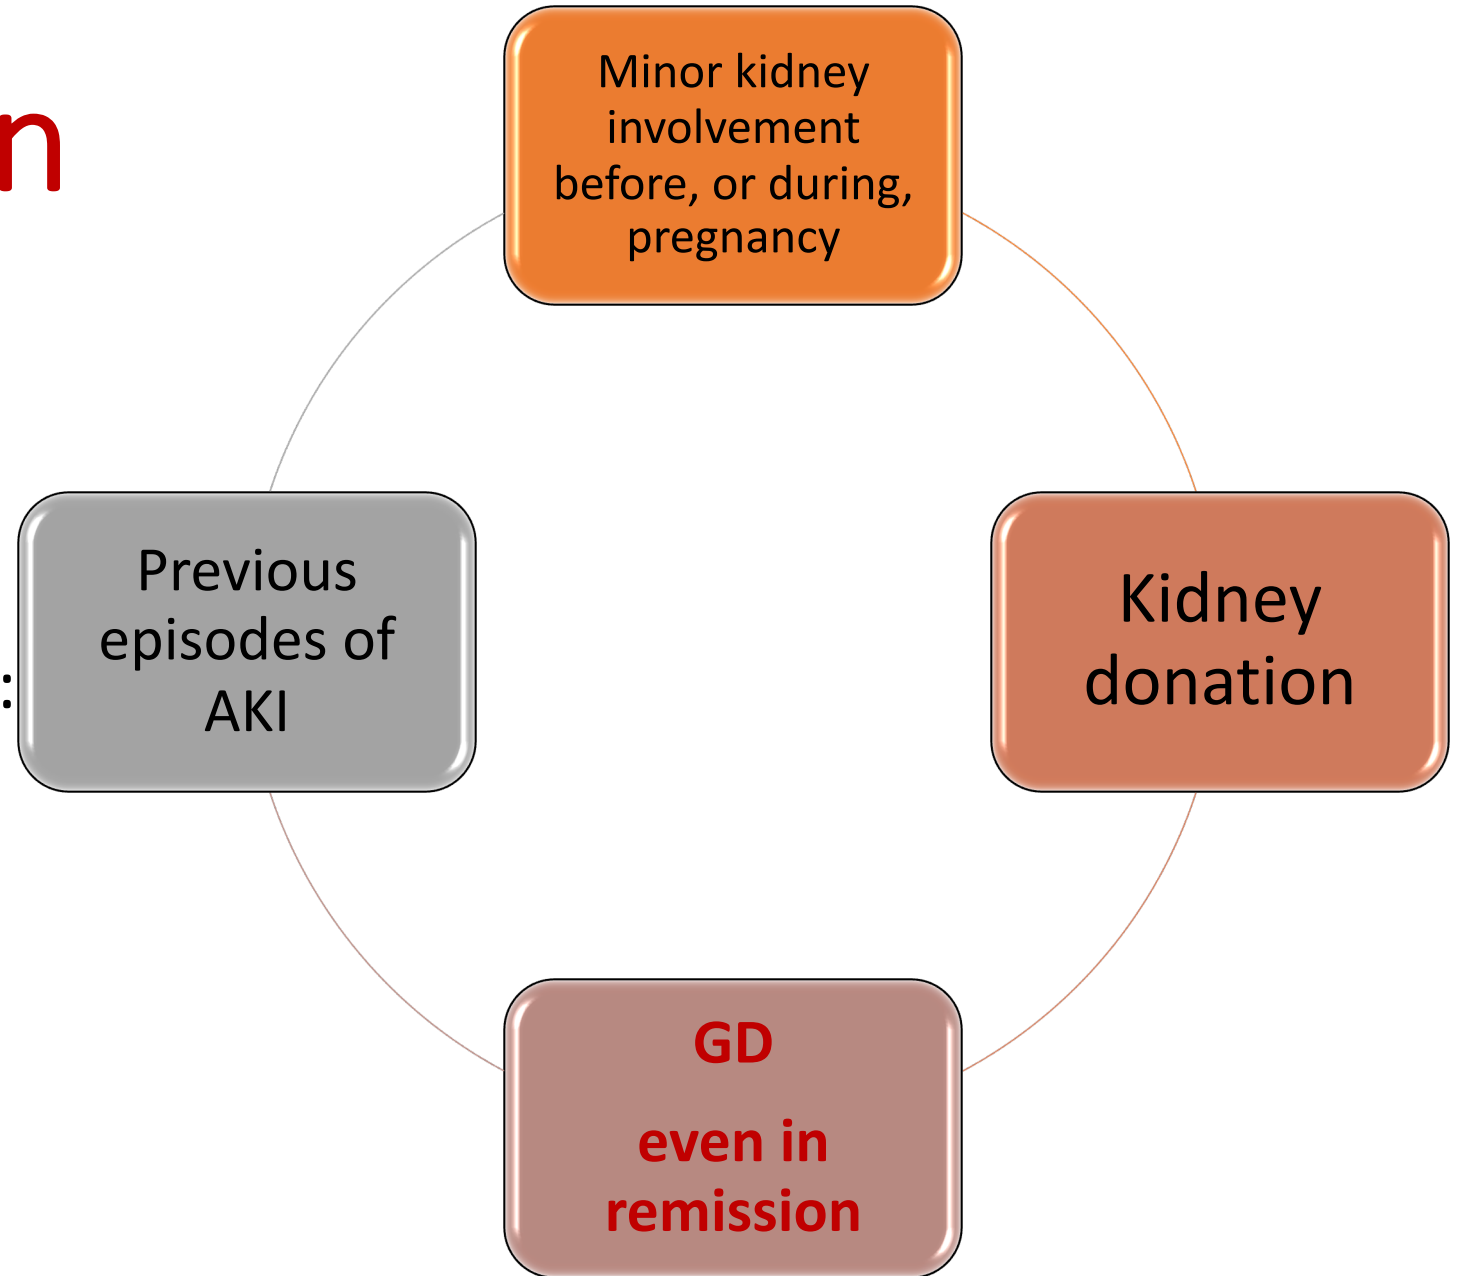 n
Minor kidney
involvement
before, or during,
pregnancy
Previous
episodes of
AKI
:
Kidney
donation
GD
even in
remission